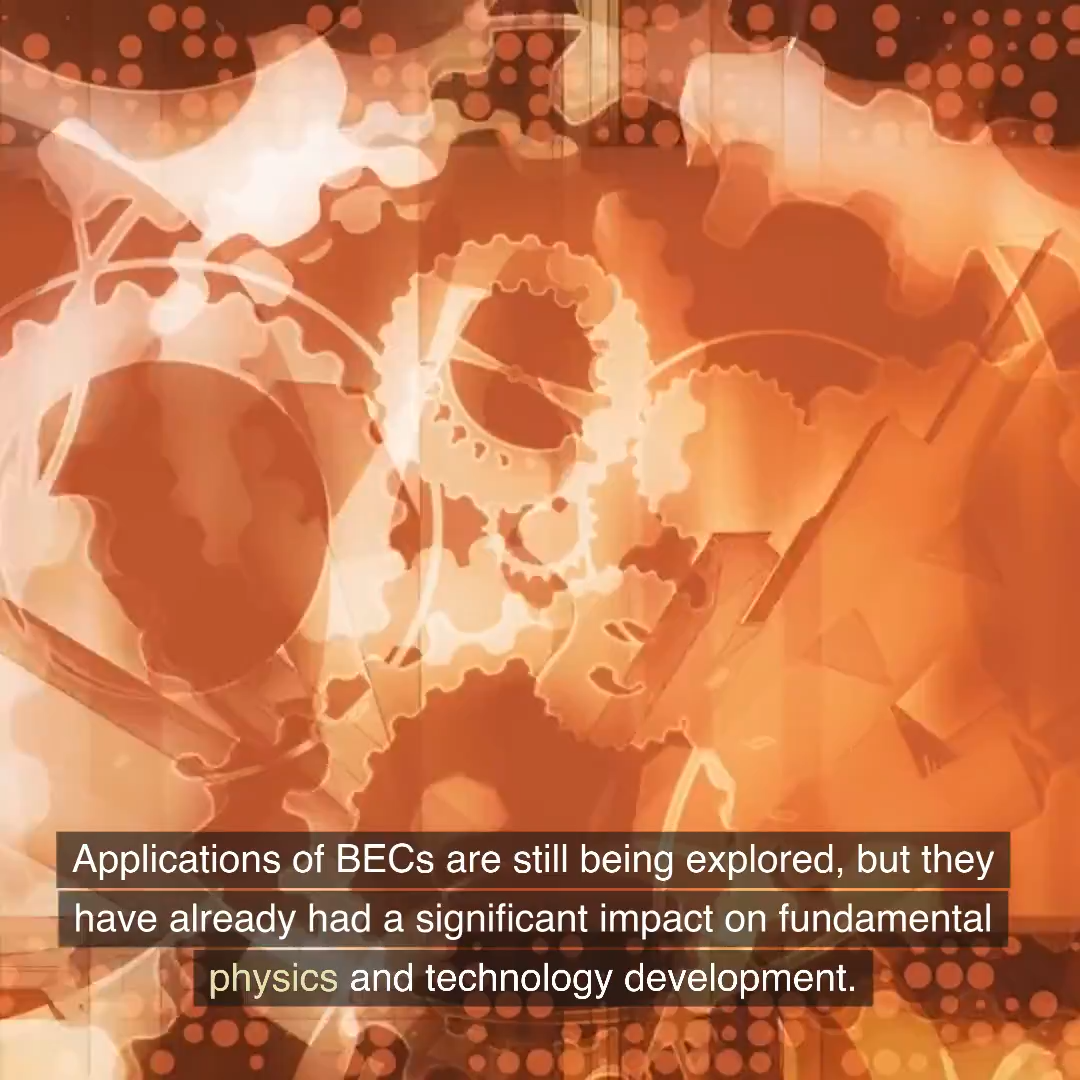 Applications of BECs are still being explored, but they
have already had a significant impact on fundamental
physics and technology development.